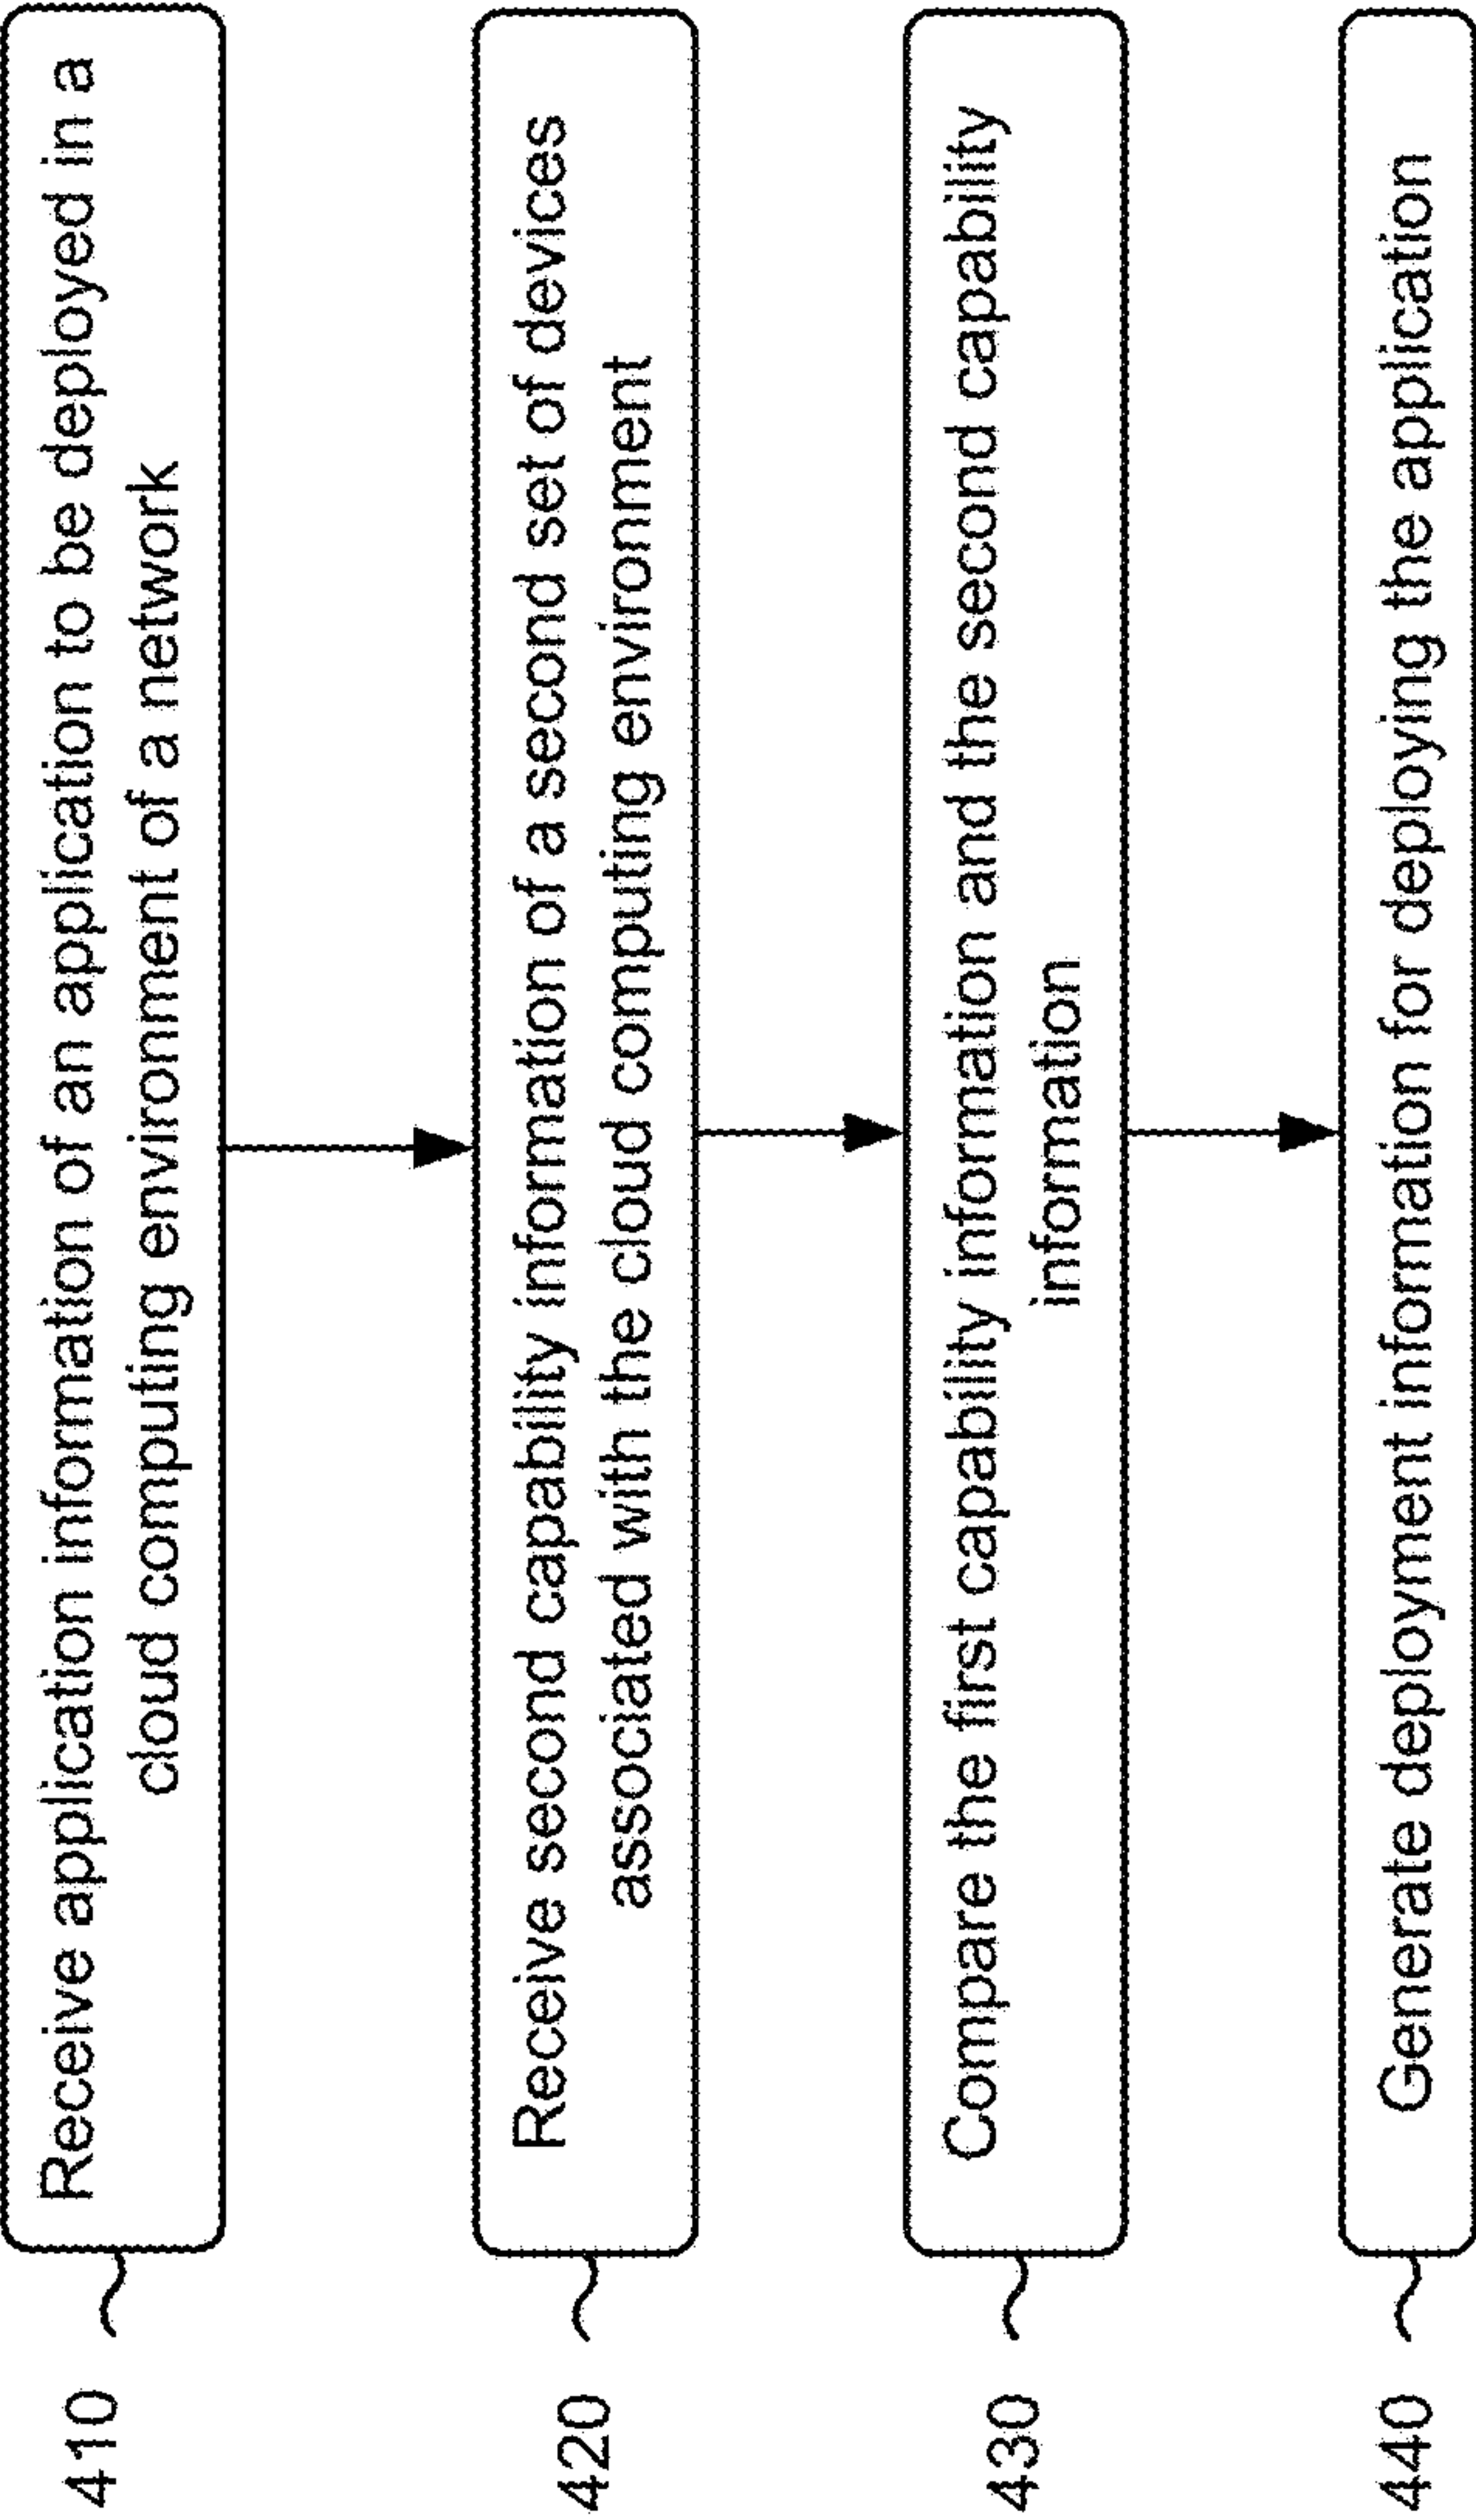 410
Receive application information of an application to be deployed in a
cloud computing environment of a network
420
Receive second capability information of a second set of devices
associated with the cloud computing environment
430
Compare the first capability information and the second capability
information
440
Generate deployment information for deploying the application